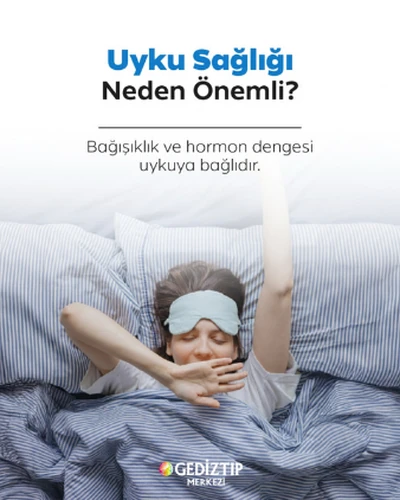 Uyku Sağlığı
Neden Önemli?
Bağışıklık ve hormon dengesi
uykuya bağlıdır.
GEDİZTIP
MERKEZİ